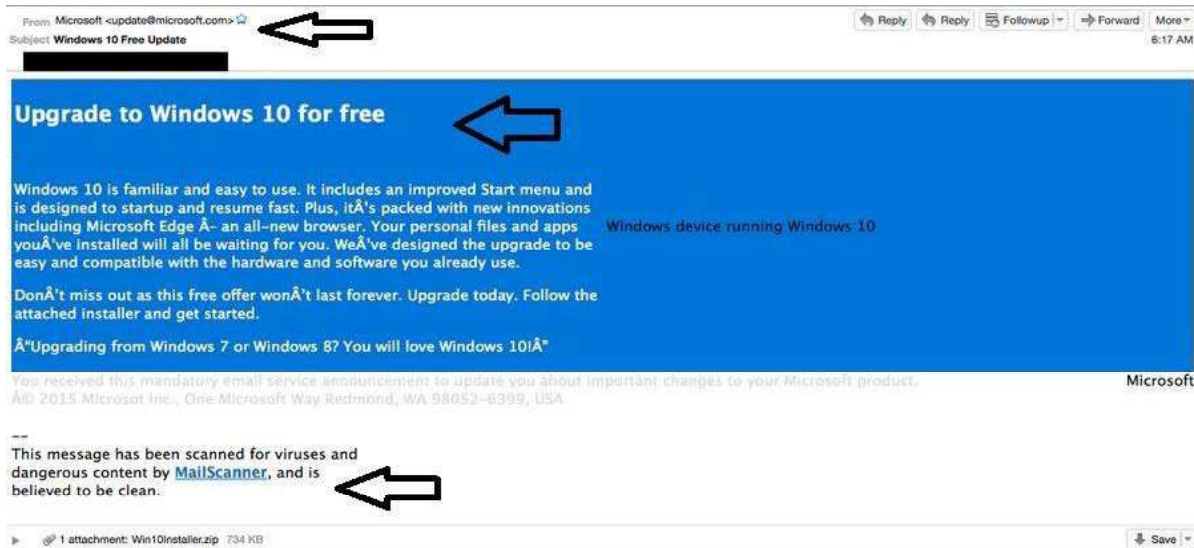 From Microsoft <update@microsoft.com>
Reply Reply Followup Forward More
Subject Windows 10 Free Update
6:17 AM
Upgrade to Windows 10 for free
Windows 10 is familiar and easy to use. It includes an improved Start menu and
is designed to startup and resume fast. Plus, itÂ's packed with new innovations
including Microsoft Edge Â– an all-new browser. Your personal files and apps
youÂ've installed will all be waiting for you. WeÂ've designed the upgrade to be
easy and compatible with the hardware and software you already use.
Windows device running Windows 10
DonÂ't miss out as this free offer wonÂ't last forever. Upgrade today. Follow the
attached installer and get started.
Â"Upgrading from Windows 7 or Windows 8? You will love Windows 10!Â"
You received this mandatory email service announcement to update you about important changes to your Microsoft product.
Microsoft
Â© 2015 Microsot Inc., One Microsoft Way Redmond, WA 98052-6399, USA
--
This message has been scanned for viruses and
dangerous content by MailScanner, and is
believed to be clean.
1 attachment: Win10Installer.zip 734 KB
Save